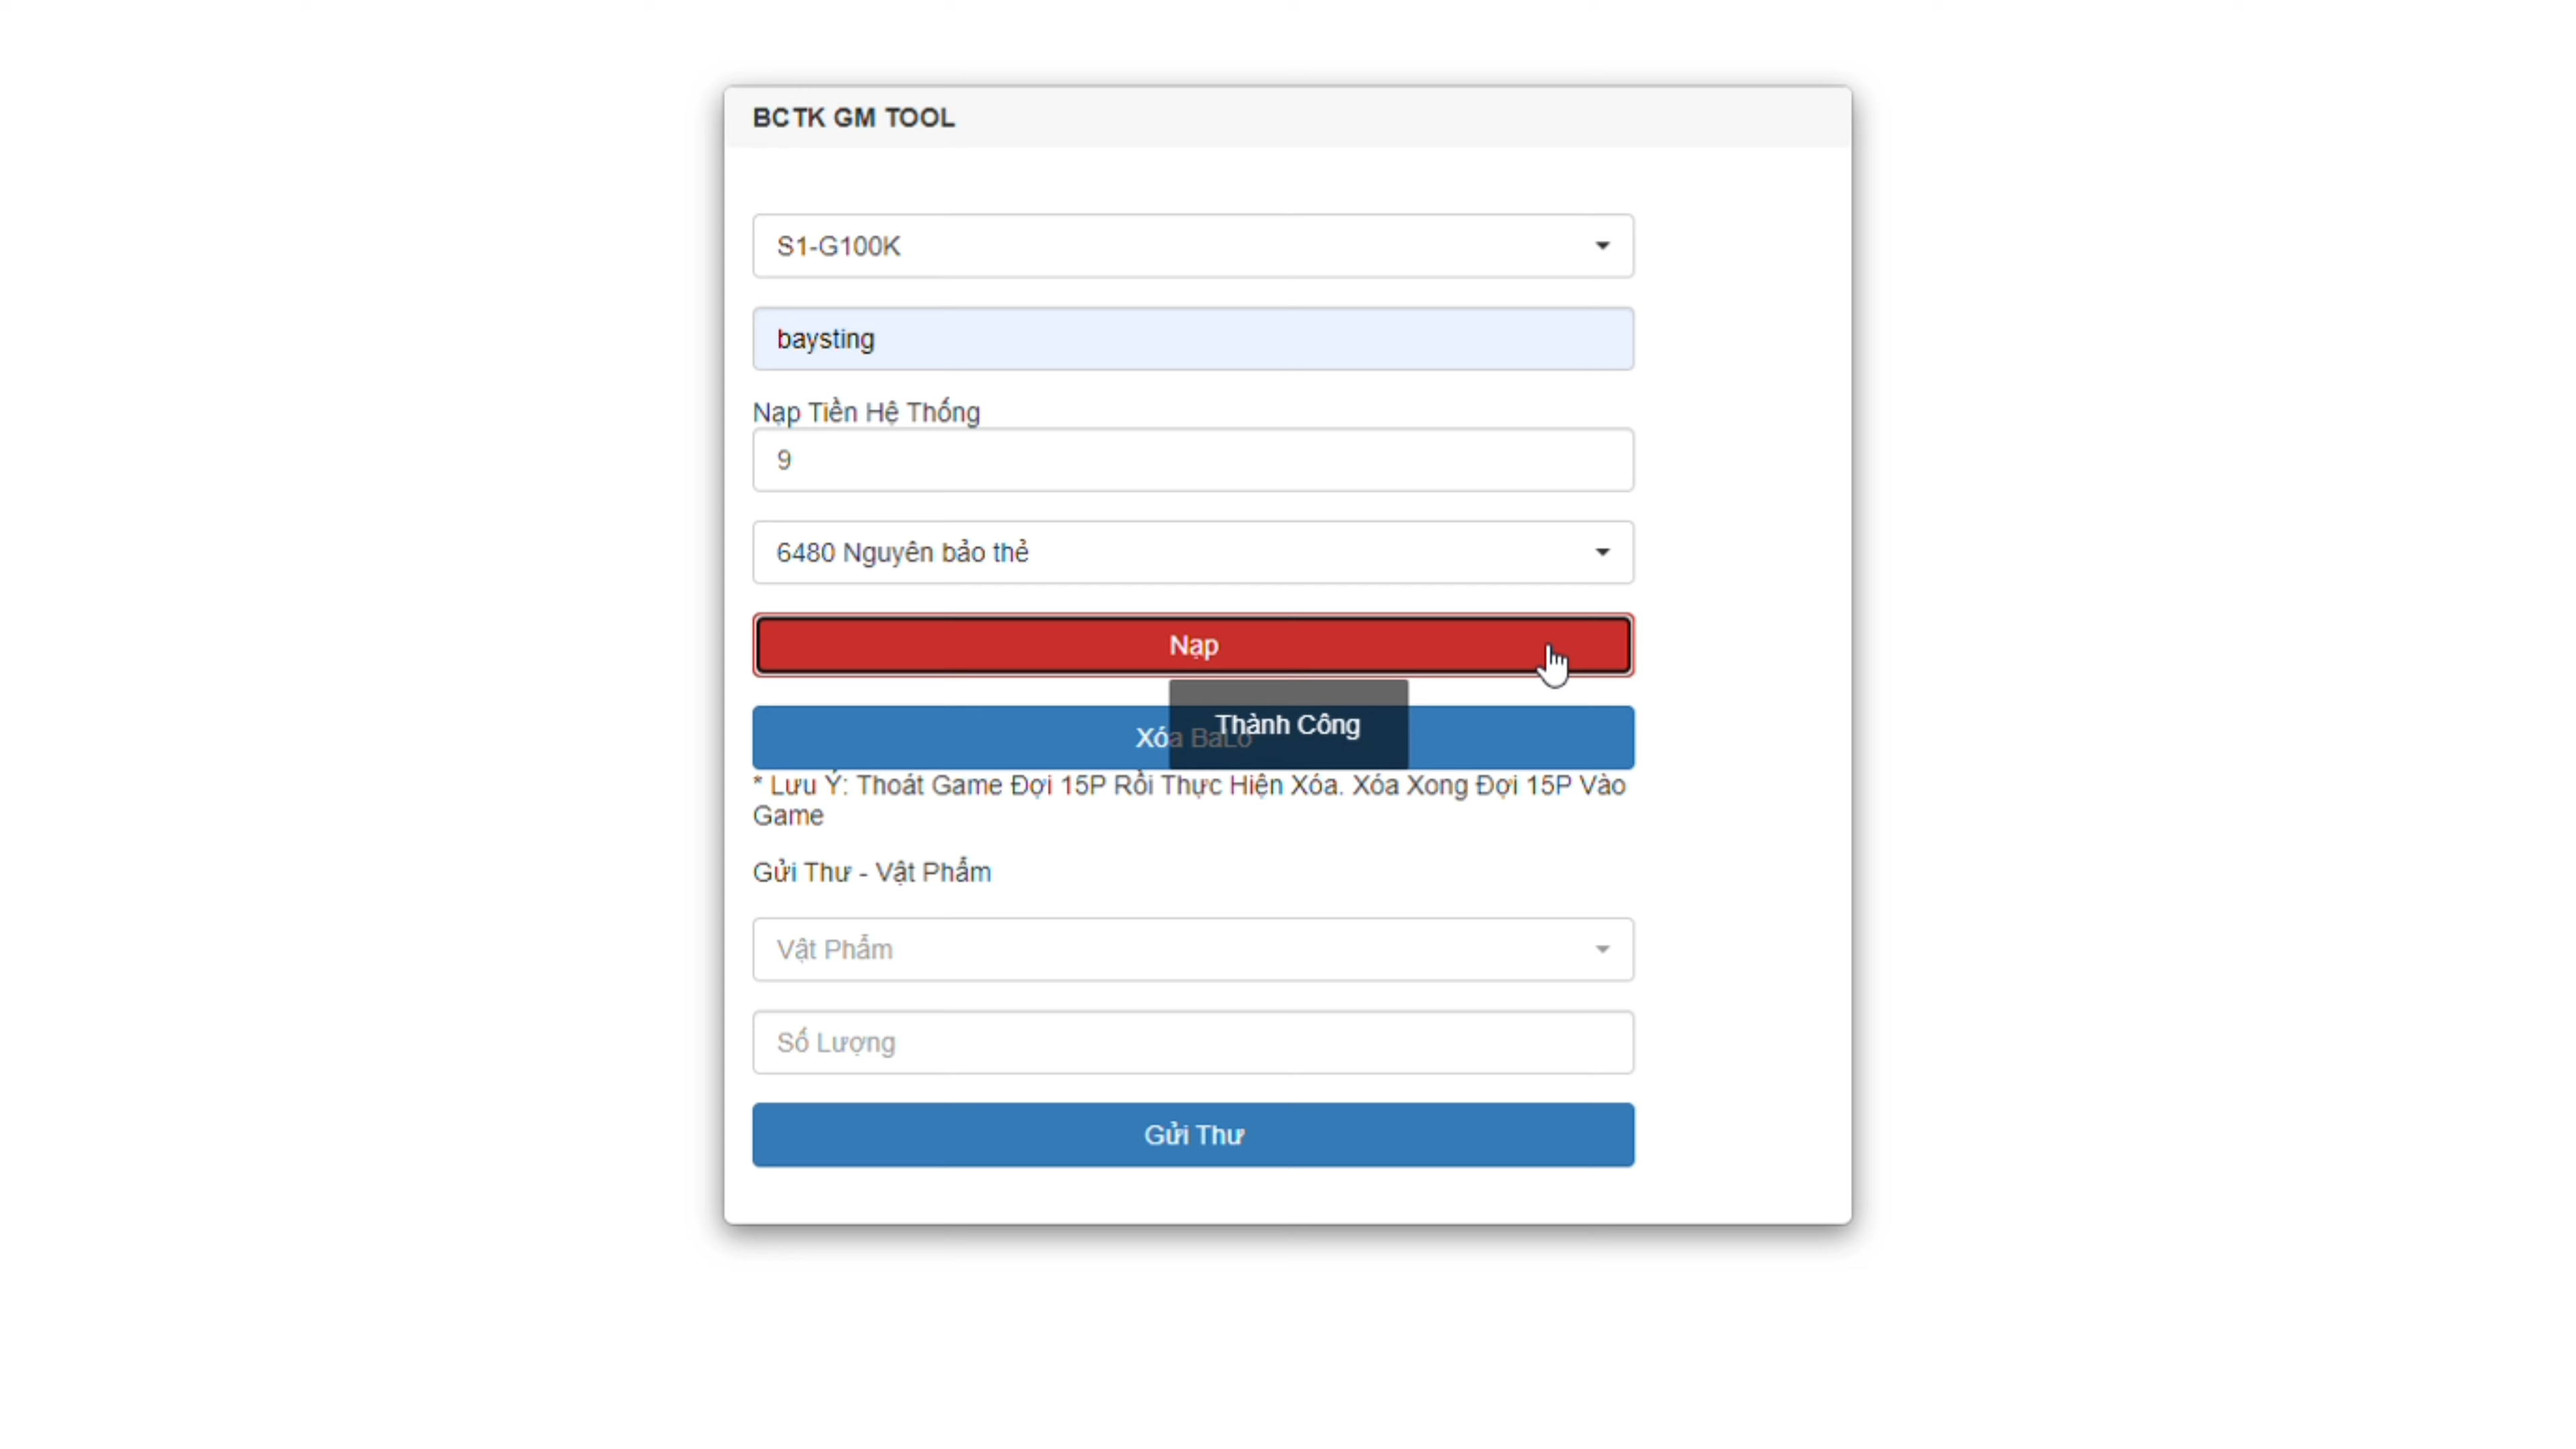 BCTK GM TOOL
S1-G100K
baysting
Nạp Tiền Hệ Thống
9
6480 Nguyên bảo thẻ
Nạp
Xóa BaLo
Thành Công
* Lưu Ý: Thoát Game Đợi 15P Rồi Thực Hiện Xóa. Xóa Xong Đợi 15P Vào
Game
Gửi Thư - Vật Phẩm
Vật Phẩm
Số Lượng
Gửi Thư